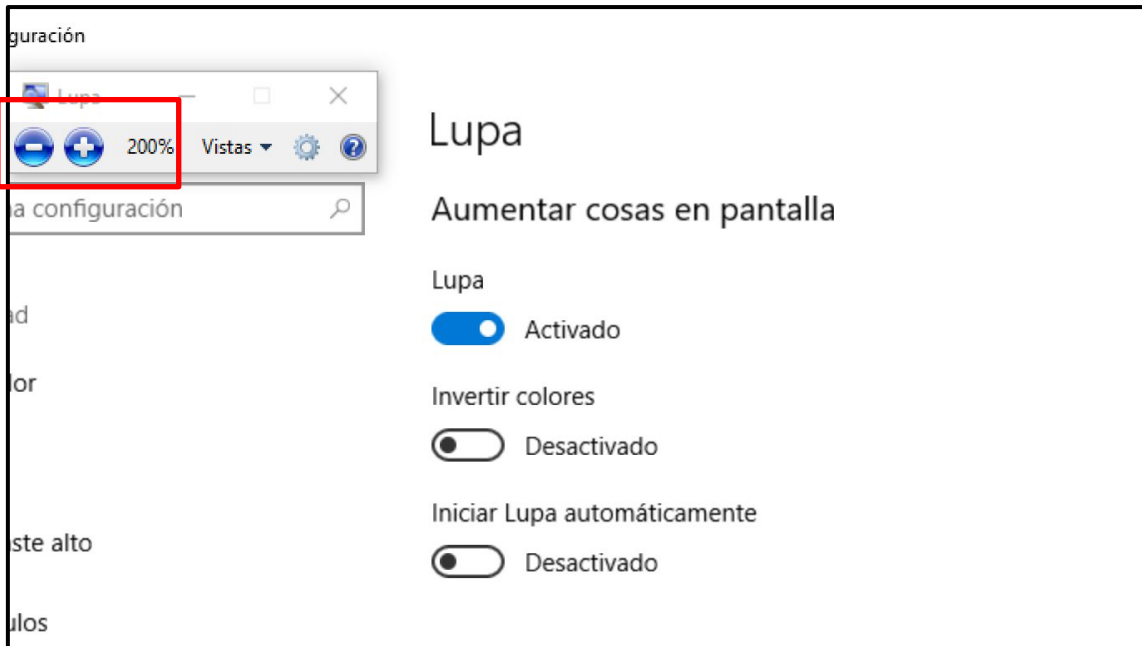 guración
Lupa
200% Vistas
na configuración
ad
lor
ste alto
ulos
Lupa
Aumentar cosas en pantalla
Lupa
Activado
Invertir colores
Desactivado
Iniciar Lupa automáticamente
Desactivado